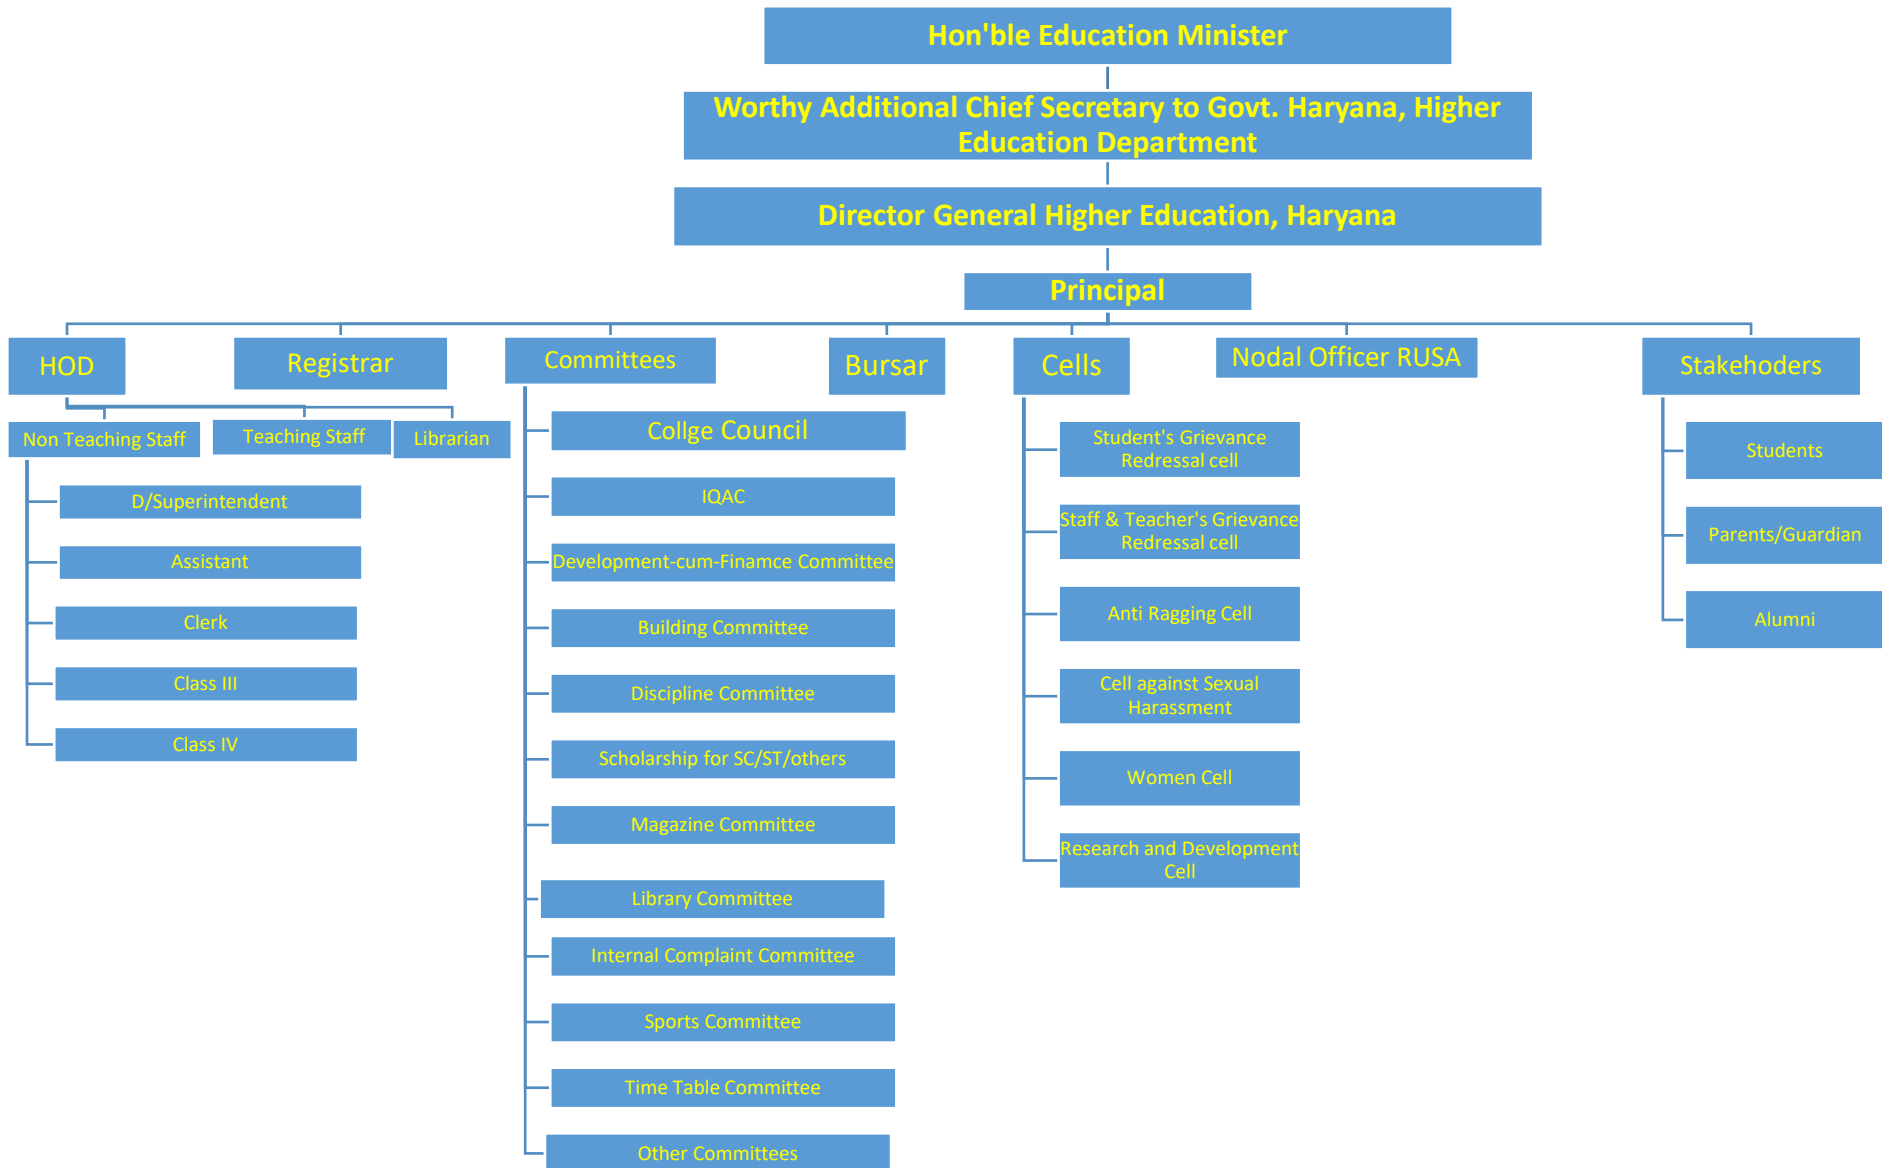 Hon'ble Education Minister
Worthy Additional Chief Secretary to Govt. Haryana, Higher
Education Department
Director General Higher Education, Haryana
Principal
HOD
Registrar
Committees
Bursar
Cells
Nodal Officer RUSA
Stakehoders
Non Teaching Staff
Teaching Staff
Librarian
D/Superintendent
Assistant
Clerk
Class III
Class IV
Collge Council
IQAC
Development-cum-Finamce Committee
Building Committee
Discipline Committee
Scholarship for SC/ST/others
Magazine Committee
Library Committee
Internal Complaint Committee
Sports Committee
Time Table Committee
Other Committees
Student's Grievance
Redressal cell
Staff & Teacher's Grievance
Redressal cell
Anti Ragging Cell
Cell against Sexual
Harassment
Women Cell
Research and Development
Cell
Students
Parents/Guardian
Alumni